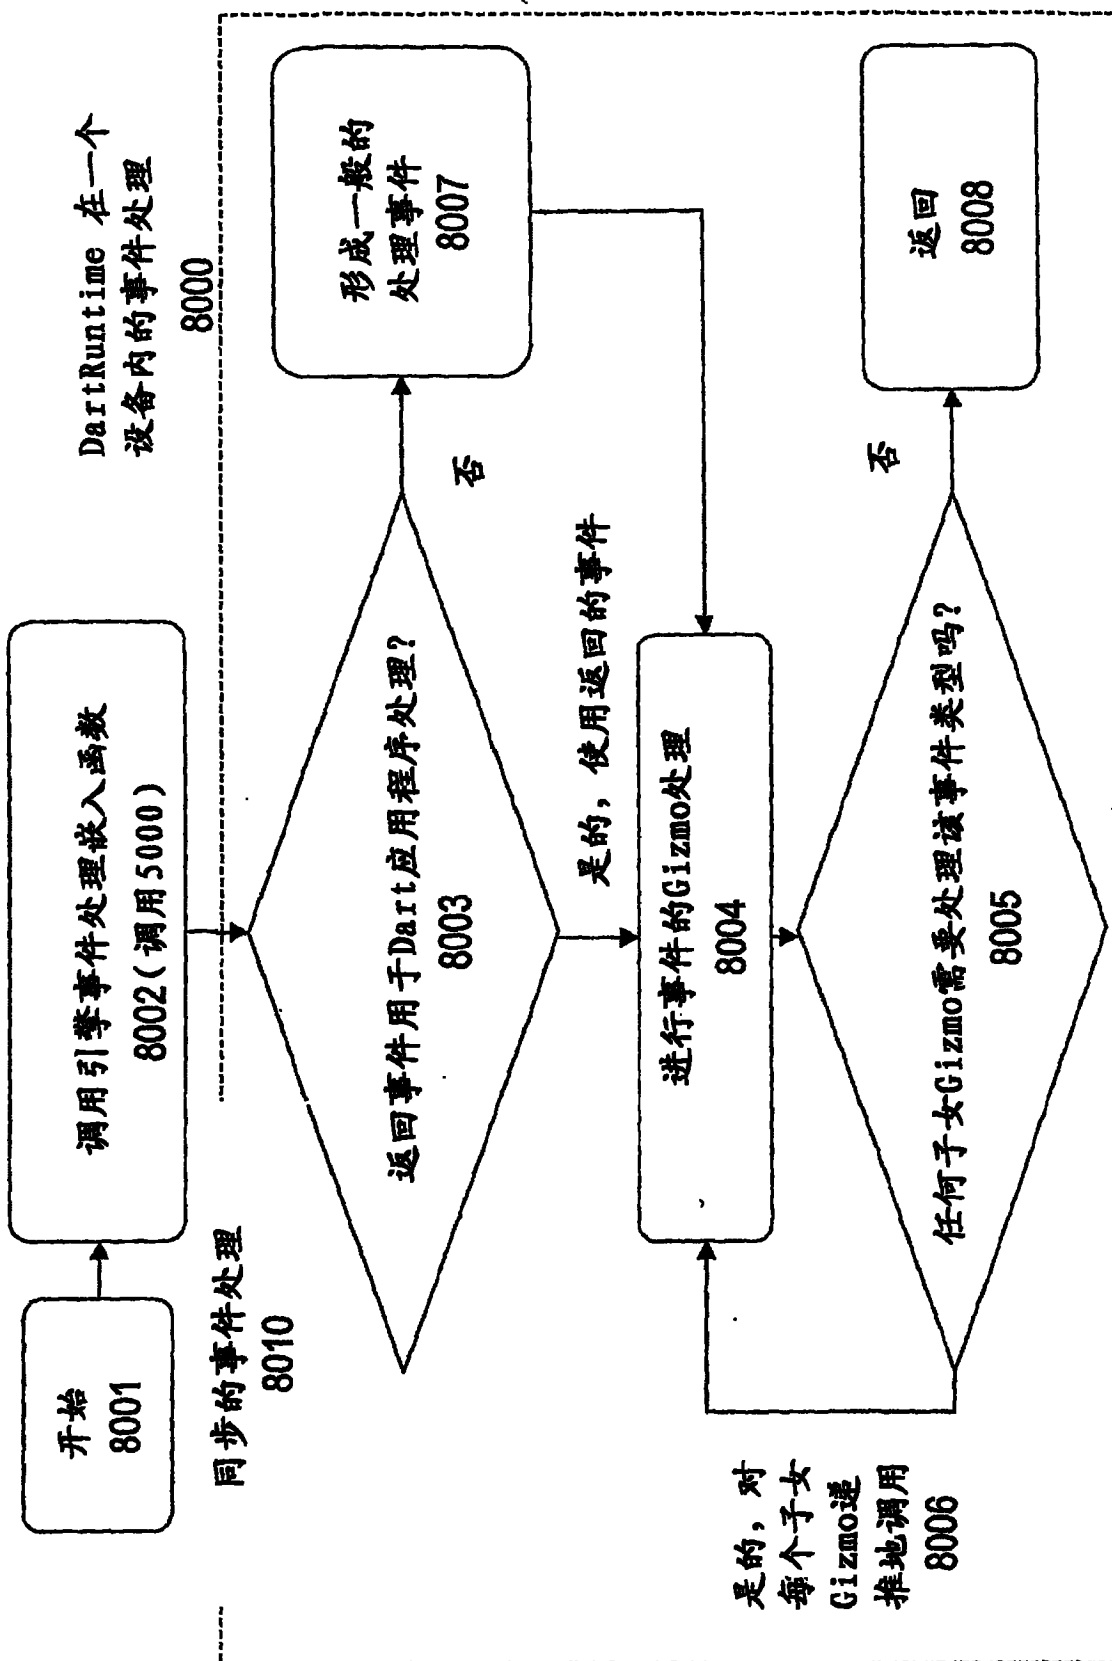 DartRuntime 在一个
设备内的事件处理
8000
开始
8001
调用引擎事件处理嵌入函数
8002(调用5000)
同步的事件处理
8010
返回事件用于Dart应用程序处理?
8003
否
形成一般的
处理事件
8007
是的，使用返回的事件
进行事件的Gizmo处理
8004
任何子女Gizmo需要处理该事件类型吗?
8005
否
返回
8008
是的，对
每个子女
Gizmo递
推地调用
8006